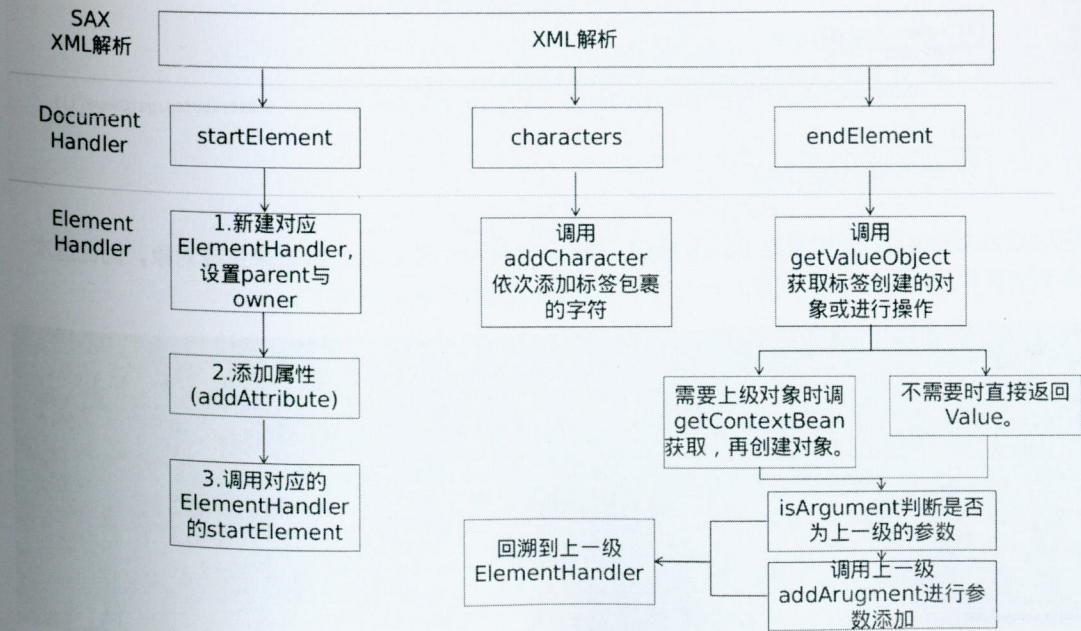 SAX
XML解析
XML解析
Document
Handler
startElement
characters
endElement
Element
Handler
1.新建对应
ElementHandler,
设置parent与
owner
调用
addCharacter
依次添加标签包裹
的字符
调用
getValueObject
获取标签创建的对
象或进行操作
2.添加属性
(addAttribute)
需要上级对象时调
getContextBean
获取，再创建对象。
不需要时直接返回
Value。
3.调用对应的
ElementHandler
的startElement
isArgument判断是否
为上一级的参数
回溯到上一级
ElementHandler
调用上一级
addArugment进行参
数添加